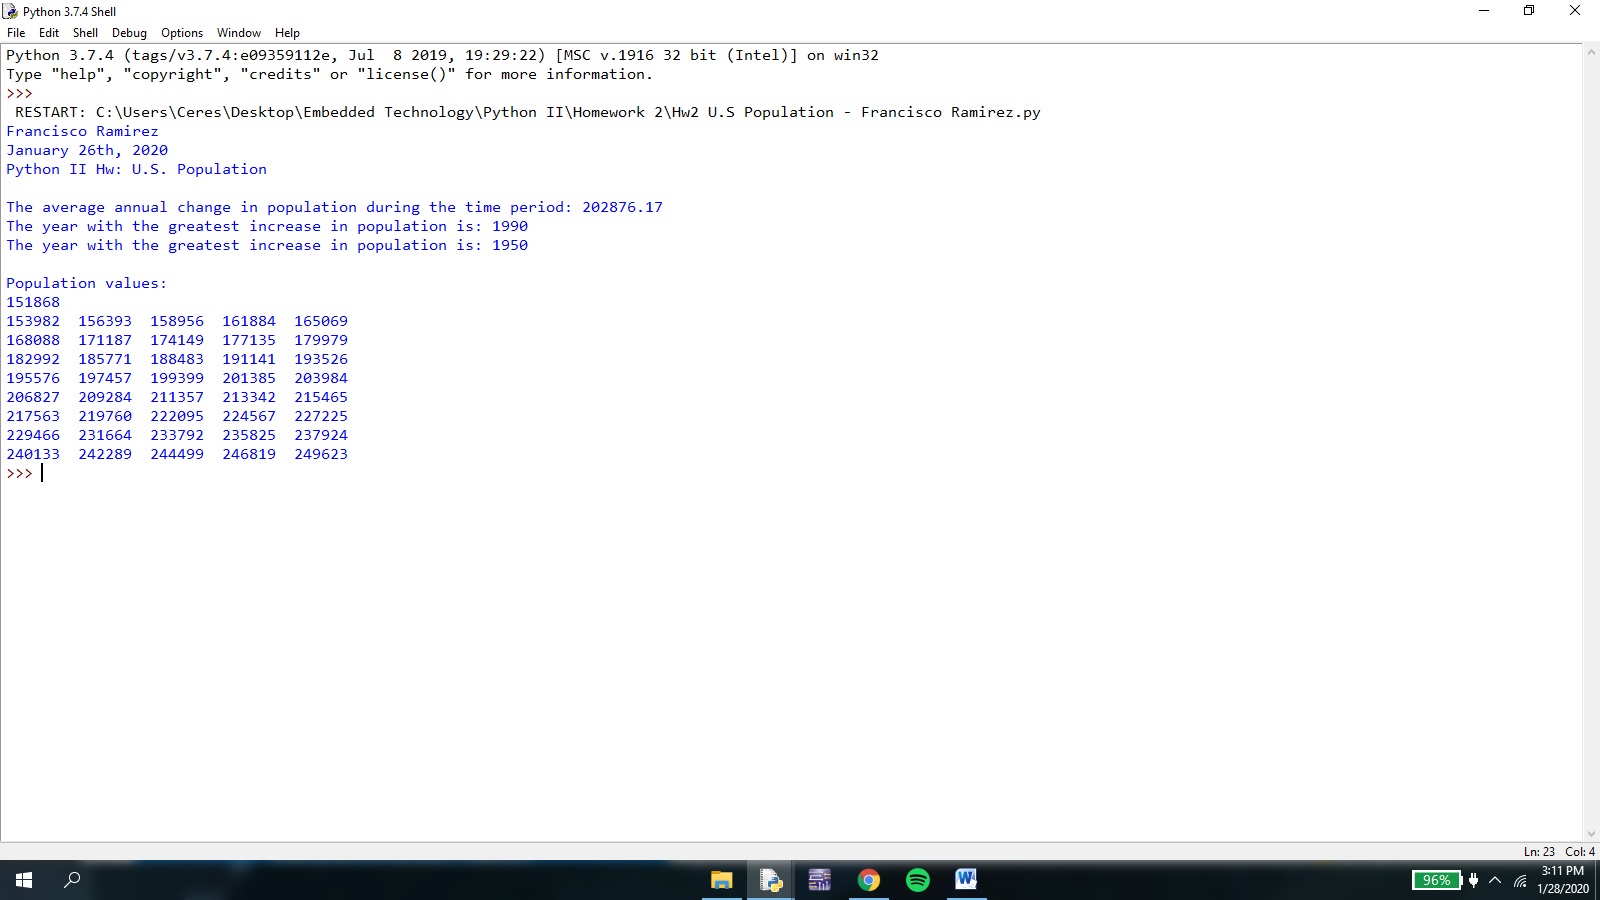 Python 3.7.4 Shell
File Edit Shell Debug Options Window Help
Python 3.7.4 (tags/v3.7.4:e09359112e, Jul  8 2019, 19:29:22) [MSC v.1916 32 bit (Intel)] on win32
Type "help", "copyright", "credits" or "license()" for more information.
>>>
 RESTART: C:\Users\Ceres\Desktop\Embedded Technology\Python II\Homework 2\Hw2 U.S Population - Francisco Ramirez.py
Francisco Ramirez
January 26th, 2020
Python II Hw: U.S. Population
The average annual change in population during the time period: 202876.17
The year with the greatest increase in population is: 1990
The year with the greatest increase in population is: 1950
Population values:
151868
153982  156393  158956  161884  165069
168088  171187  174149  177135  179979
182992  185771  188483  191141  193526
195576  197457  199399  201385  203984
206827  209284  211357  213342  215465
217563  219760  222095  224567  227225
229466  231664  233792  235825  237924
240133  242289  244499  246819  249623
>>>
Ln: 23 Col: 4
96%
3:11 PM
1/28/2020